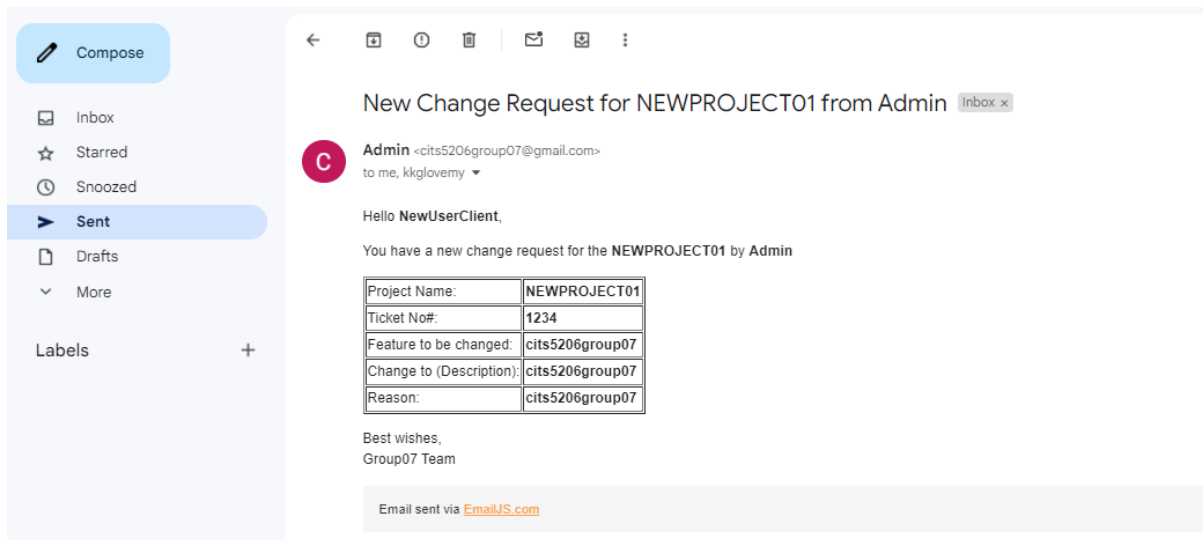 Compose
Inbox
Starred
Snoozed
Sent
Drafts
More
Labels
New Change Request for NEWPROJECT01 from Admin Inbox ×
C
Admin <cits5206group07@gmail.com>
to me, kkglovemy
Hello NewUserClient,
You have a new change request for the NEWPROJECT01 by Admin
Project Name: NEWPROJECT01
Ticket No#: 1234
Feature to be changed: cits5206group07
Change to (Description): cits5206group07
Reason: cits5206group07
Best wishes,
Group07 Team
Email sent via EmailJS.com